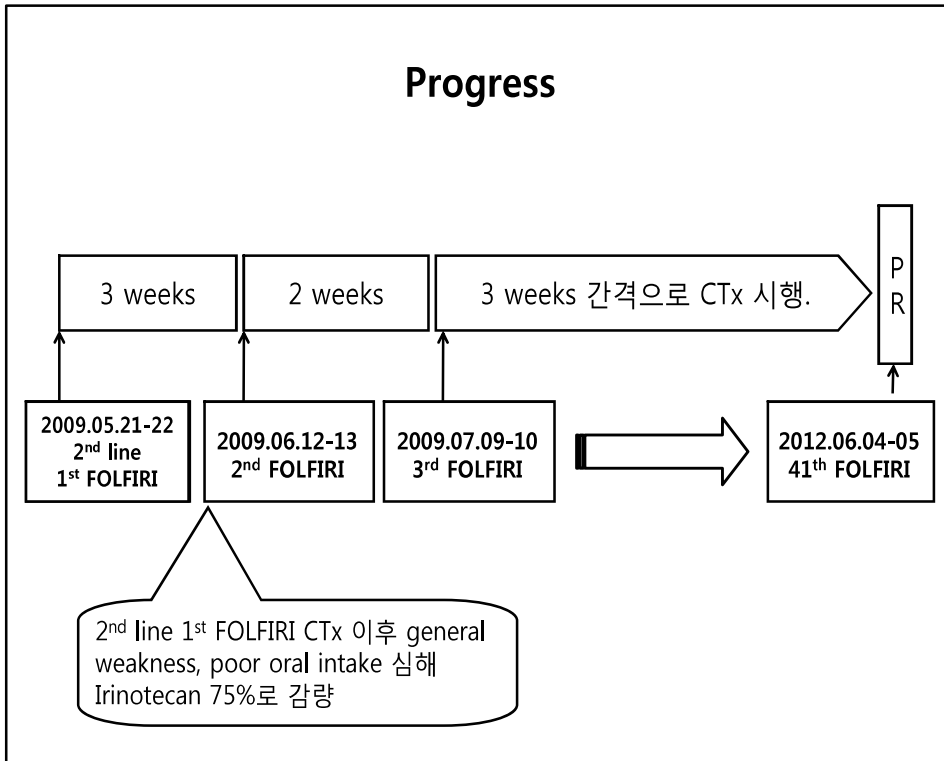 Progress
3 weeks
2 weeks
3 weeks 간격으로 CTx 시행.
P
R
2009.05.21-22
2nd line
1st FOLFIRI
2009.06.12-13
2nd FOLFIRI
2009.07.09-10
3rd FOLFIRI
2012.06.04-05
41th FOLFIRI
2nd line 1st FOLFIRI CTx 이후 general
weakness, poor oral intake 심해
Irinotecan 75%로 감량